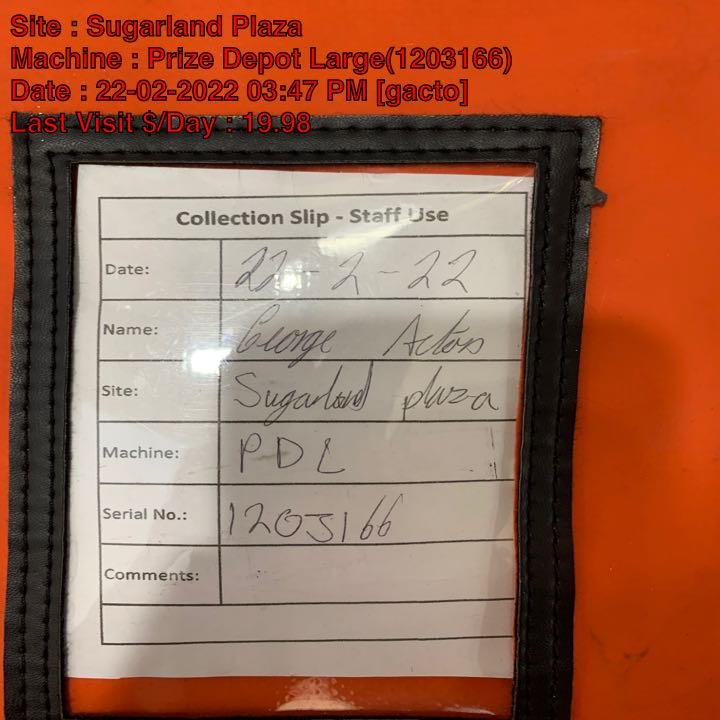 Site : Sugarland Plaza
Machine : Prize Depot Large(1203166)
Date : 22-02-2022 03:47 PM [gacto]
Last Visit $/Day : 19.98
Collection Slip - Staff Use
Date: 22-2-22
Name: George Acton
Site: Sugarland plaza
Machine: PDL
Serial No.: 1203166
Comments: